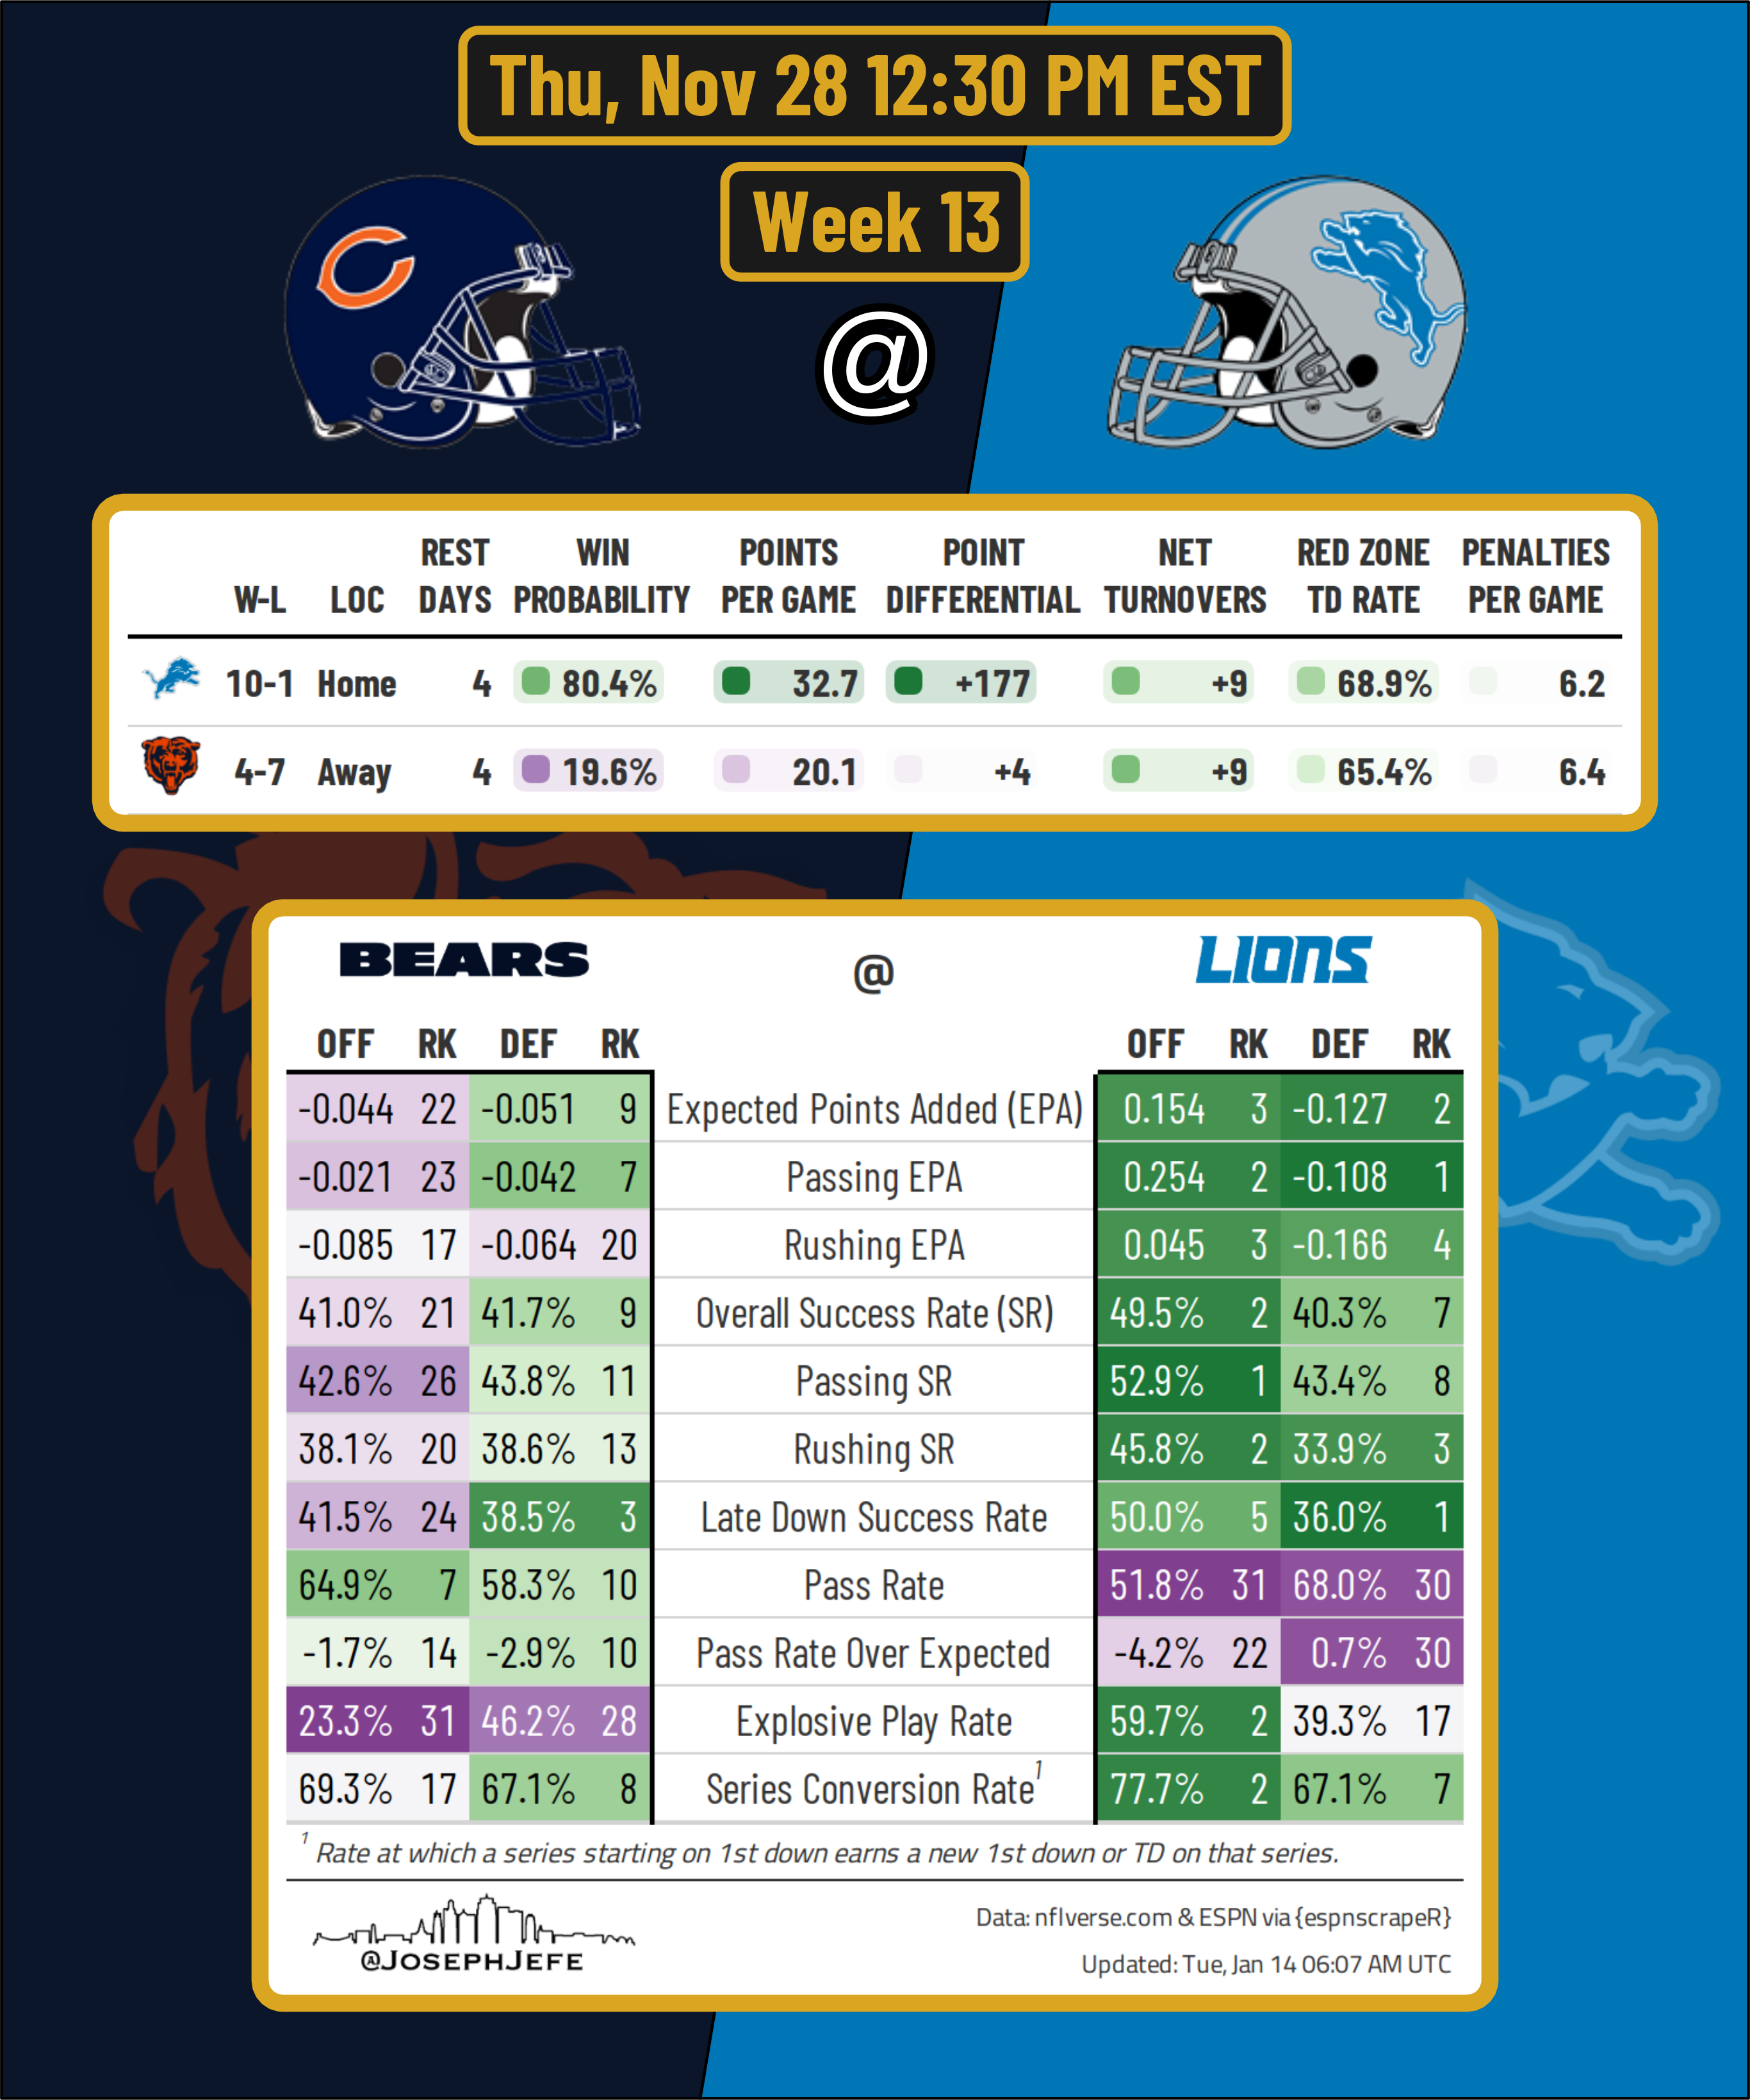 Thu, Nov 28 12:30 PM EST
Week 13
@
REST WIN POINTS POINT NET RED ZONE PENALTIES
W-L LOC DAYS PROBABILITY PER GAME DIFFERENTIAL TURNOVERS TD RATE PER GAME
10-1 Home 4 80.4% 32.7 +177 +9 68.9% 6.2
4-7 Away 4 19.6% 20.1 +4 +9 65.4% 6.4
BEARS @ LIONS
OFF RK DEF RK OFF RK DEF RK
-0.044 22 -0.051 9 Expected Points Added (EPA) 0.154 3 -0.127 2
-0.021 23 -0.042 7 Passing EPA 0.254 2 -0.108 1
-0.085 17 -0.064 20 Rushing EPA 0.045 3 -0.166 4
41.0% 21 41.7% 9 Overall Success Rate (SR) 49.5% 2 40.3% 7
42.6% 26 43.8% 11 Passing SR 52.9% 1 43.4% 8
38.1% 20 38.6% 13 Rushing SR 45.8% 2 33.9% 3
41.5% 24 38.5% 3 Late Down Success Rate 50.0% 5 36.0% 1
64.9% 7 58.3% 10 Pass Rate 51.8% 31 68.0% 30
-1.7% 14 -2.9% 10 Pass Rate Over Expected -4.2% 22 0.7% 30
23.3% 31 46.2% 28 Explosive Play Rate 59.7% 2 39.3% 17
69.3% 17 67.1% 8 Series Conversion Rate¹ 77.7% 2 67.1% 7
¹ Rate at which a series starting on 1st down earns a new 1st down or TD on that series.
@JOSEPHJEFE
Data: nflverse.com & ESPN via {espnscrapeR}
Updated: Tue, Jan 14 06:07 AM UTC